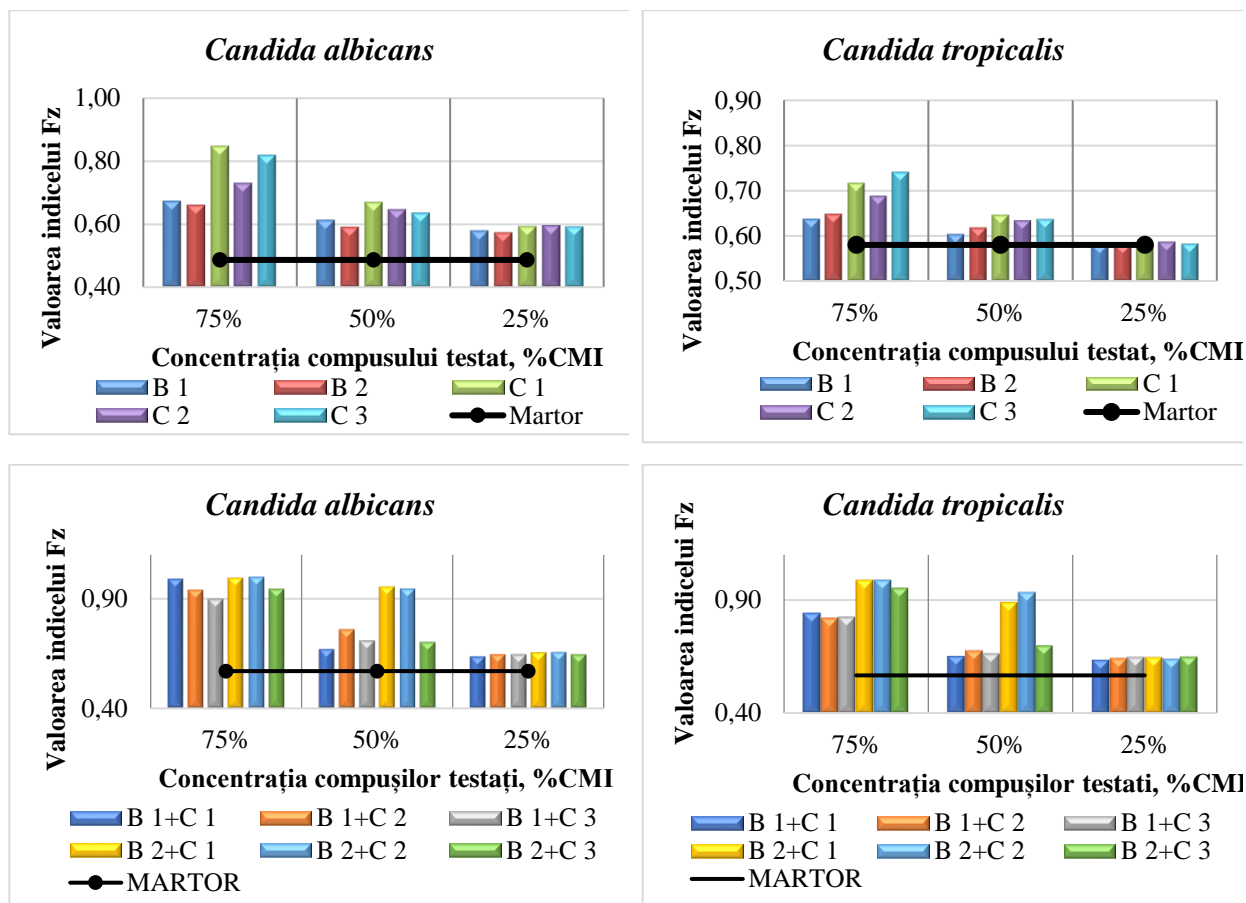 Candida albicans
Valoarea indicelui Fz
1,00
0,80
0,60
0,40
75%
50%
25%
Concentrația compusului testat, %CMI
B 1
B 2
C 1
C 2
C 3
Martor
Candida tropicalis
Valoarea indicelui Fz
0,90
0,80
0,70
0,60
0,50
75%
50%
25%
Concentrația compusului testat, %CMI
B 1
B 2
C 1
C 2
C 3
Martor
Candida albicans
Valoarea indicelui Fz
0,90
0,40
75%
50%
25%
Concentrația compușilor testați, %CMI
B 1+C 1
B 1+C 2
B 1+C 3
B 2+C 1
B 2+C 2
B 2+C 3
MARTOR
Candida tropicalis
Valoarea indicelui Fz
0,90
0,40
75%
50%
25%
Concentrația compușilor testati, %CMI
B 1+C 1
B 1+C 2
B 1+C 3
B 2+C 1
B 2+C 2
B 2+C 3
MARTOR